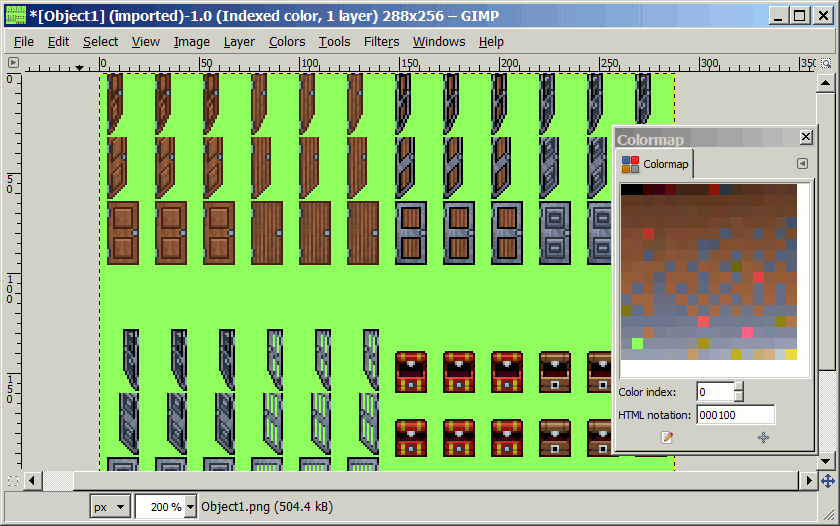 *[Object1] (imported)-1.0 (Indexed color, 1 layer) 288x256 – GIMP
File Edit Select View Image Layer Colors Tools Filters Windows Help
0 50 100 150 200 250 300 350
0
50
100
150
Colormap
Colormap
Color index: 0
HTML notation: 000100
px 200 % Object1.png (504.4 kB)